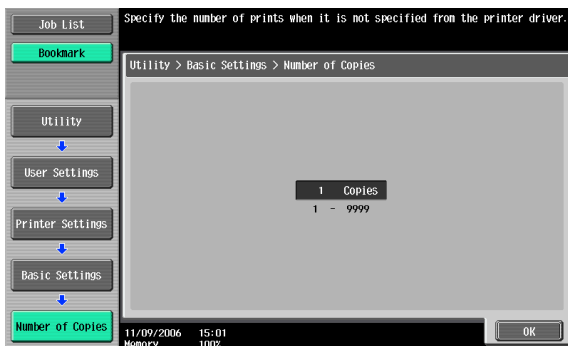 Job List
Bookmark
Specify the number of prints when it is not specified from the printer driver.
Utility > Basic Settings > Number of Copies
Utility
User Settings
Printer Settings
Basic Settings
Number of Copies
1 Copies
1 - 9999
11/09/2006 15:01
Memory 100%
OK